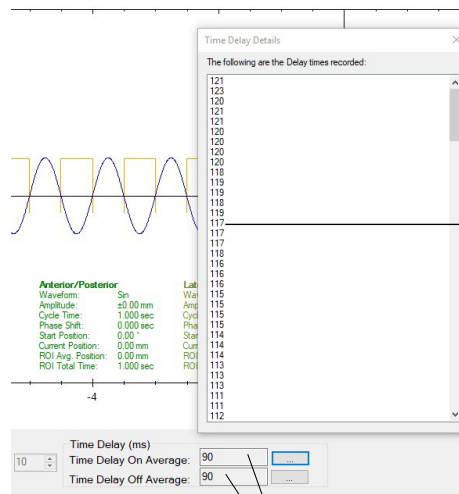 Time Delay Details
The following are the Delay times recorded:
121
123
120
121
121
120
120
120
120
118
119
119
118
119
117
117
117
118
116
116
116
115
115
115
115
114
114
113
113
113
111
111
112
Anterior/Posterior
Waveform: Sin
Amplitude: ±0.00 mm
Cycle Time: 1.000 sec
Phase Shift: 0.000 sec
Start Position: 0.00 °
Current Position: 0.00 mm
ROI Avg. Position: 0.00 mm
ROI Total Time: 1.000 sec
-4
Time Delay (ms)
10
Time Delay On Average: 90 ...
Time Delay Off Average: 90 ...